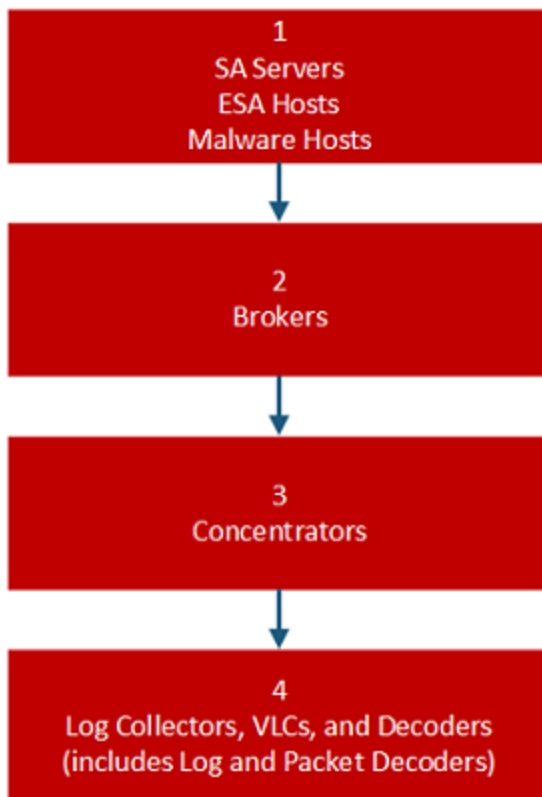 1
SA Servers
ESA Hosts
Malware Hosts
2
Brokers
3
Concentrators
4
Log Collectors, VLCs, and Decoders
(includes Log and Packet Decoders)